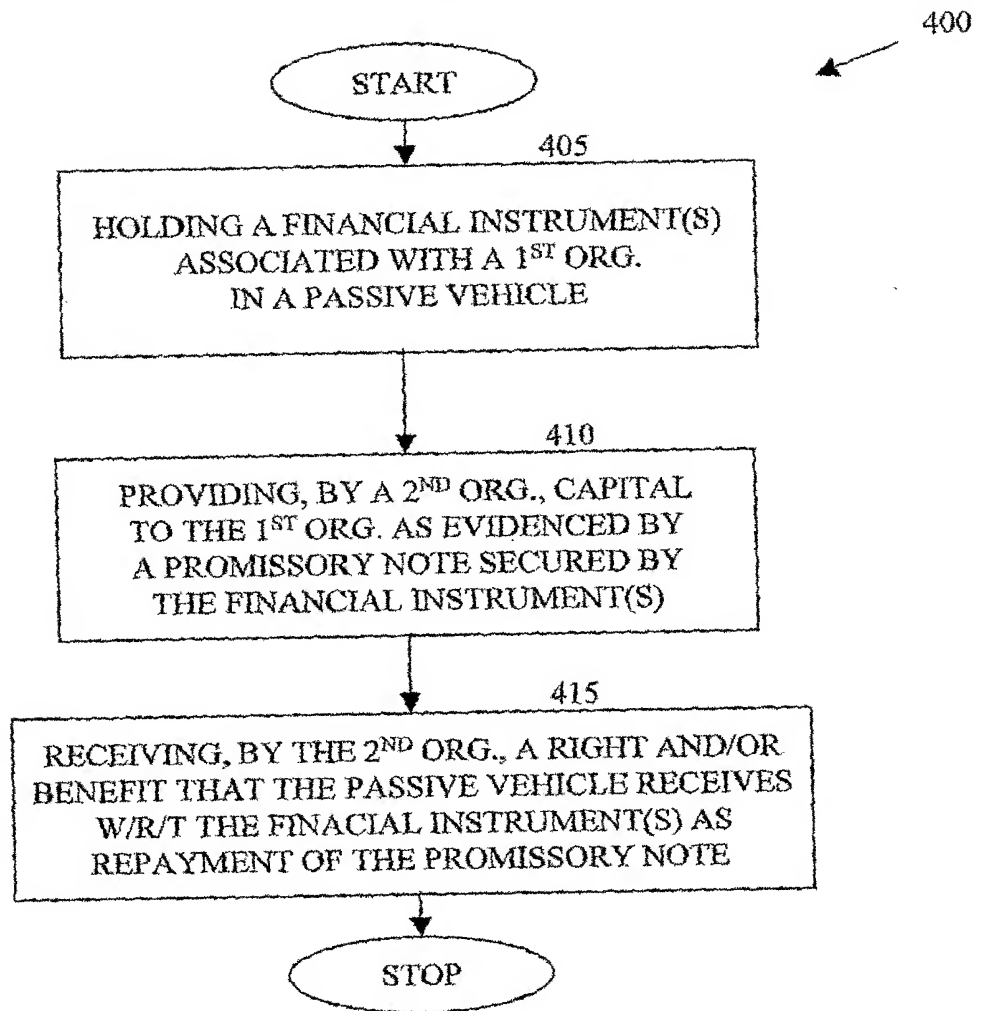 400
START
405
HOLDING A FINANCIAL INSTRUMENT(S)
ASSOCIATED WITH A 1ST ORG.
IN A PASSIVE VEHICLE
410
PROVIDING, BY A 2ND ORG., CAPITAL
TO THE 1ST ORG. AS EVIDENCED BY
A PROMISSORY NOTE SECURED BY
THE FINANCIAL INSTRUMENT(S)
415
RECEIVING, BY THE 2ND ORG., A RIGHT AND/OR
BENEFIT THAT THE PASSIVE VEHICLE RECEIVES
W/R/T THE FINACIAL INSTRUMENT(S) AS
REPAYMENT OF THE PROMISSORY NOTE
STOP